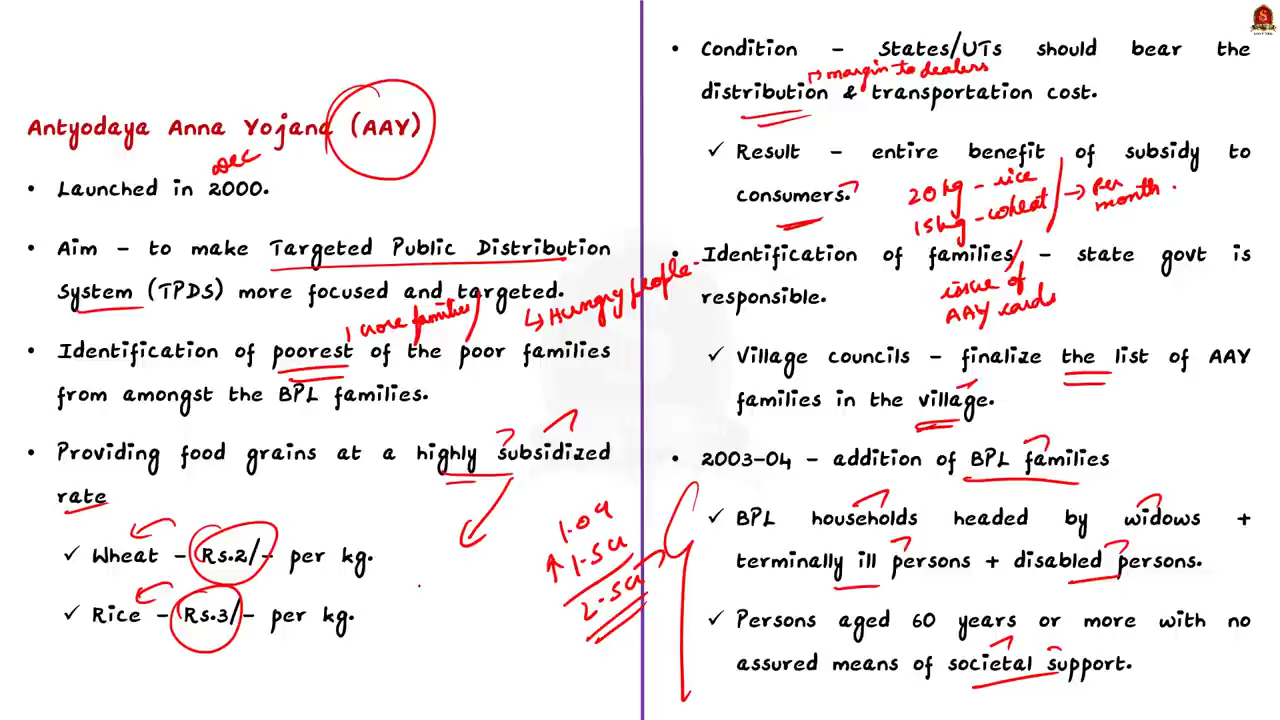 Antyodaya Anna Yojana (AAY)
Dec
• Launched in 2000.
• Aim – to make Targeted Public Distribution
System (TPDS) more focused and targeted.
1 crore families
↳ Hungry people
• Identification of poorest of the poor families
from amongst the BPL families.
• Providing food grains at a highly subsidized
rate
✓ Wheat – Rs.2/- per kg.
✓ Rice – Rs.3/- per kg.
• Condition – States/UTs should bear the
→ margin to dealers
distribution & transportation cost.
✓ Result – entire benefit of subsidy to
consumers.
20kg – rice
15kg – wheat
→ Per
month.
• Identification of families – state govt is
responsible.
issue of
AAY cards
✓ Village councils – finalize the list of AAY
families in the village.
• 2003-04 – addition of BPL families
1.0
↑ 1.5
2.5
✓ BPL households headed by widows +
terminally ill persons + disabled persons.
✓ Persons aged 60 years or more with no
assured means of societal support.